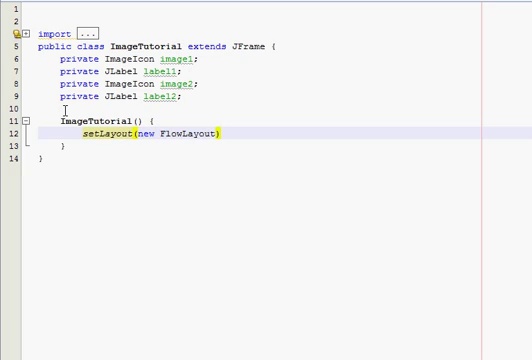 1
2
3 import ...
5 public class ImageTutorial extends JFrame {
6 private ImageIcon image1;
7 private JLabel label1;
8 private ImageIcon image2;
9 private JLabel label2;
10
11 ImageTutorial() {
12 setLayout(new FlowLayout)
13 }
14 }